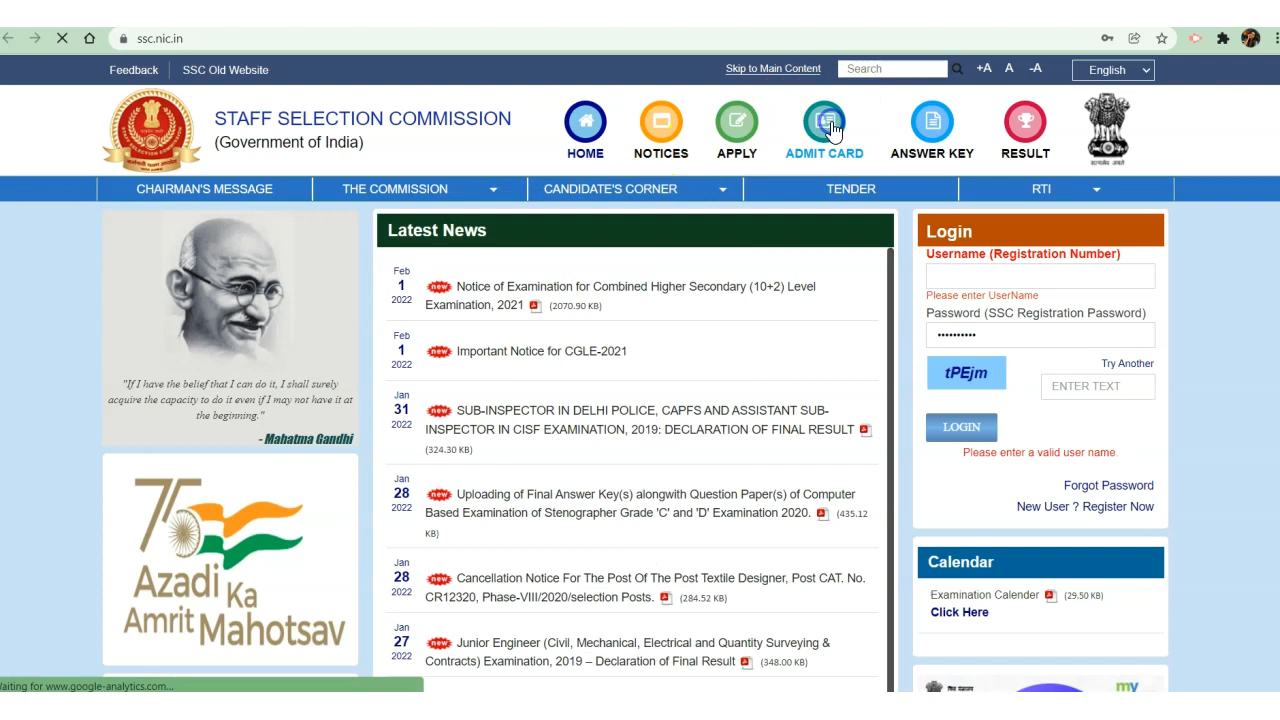 ssc.nic.in
Feedback
SSC Old Website
Skip to Main Content
Search
+A A -A
English
STAFF SELECTION COMMISSION
(Government of India)
HOME
NOTICES
APPLY
ADMIT CARD
ANSWER KEY
RESULT
CHAIRMAN'S MESSAGE
THE COMMISSION
CANDIDATE'S CORNER
TENDER
RTI
"If I have the belief that I can do it, I shall surely
acquire the capacity to do it even if I may not have it at
the beginning."
- Mahatma Gandhi
75
Azadi Ka
Amrit Mahotsav
Latest News
Feb
1
2022
new Notice of Examination for Combined Higher Secondary (10+2) Level
Examination, 2021 (2070.90 KB)
Feb
1
2022
new Important Notice for CGLE-2021
Jan
31
2022
new SUB-INSPECTOR IN DELHI POLICE, CAPFS AND ASSISTANT SUB-
INSPECTOR IN CISF EXAMINATION, 2019: DECLARATION OF FINAL RESULT
(324.30 KB)
Jan
28
2022
new Uploading of Final Answer Key(s) alongwith Question Paper(s) of Computer
Based Examination of Stenographer Grade 'C' and 'D' Examination 2020. (435.12
KB)
Jan
28
2022
new Cancellation Notice For The Post Of The Post Textile Designer, Post CAT. No.
CR12320, Phase-VIII/2020/selection Posts. (284.52 KB)
Jan
27
2022
new Junior Engineer (Civil, Mechanical, Electrical and Quantity Surveying &
Contracts) Examination, 2019 – Declaration of Final Result (348.00 KB)
Login
Username (Registration Number)
Please enter UserName
Password (SSC Registration Password)
••••••••••
tPEjm
Try Another
ENTER TEXT
LOGIN
Please enter a valid user name.
Forgot Password
New User ? Register Now
Calendar
Examination Calendar (29.50 KB)
Click Here
my
Waiting for www.google-analytics.com...